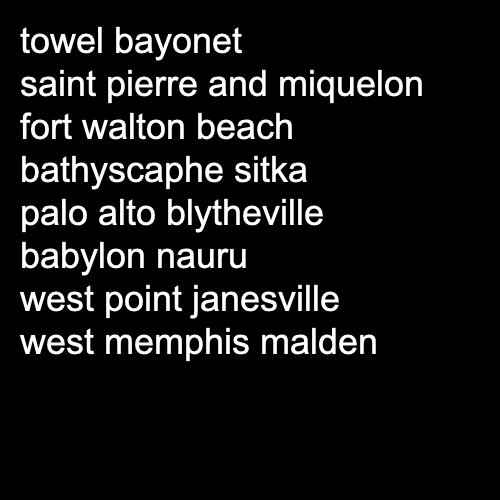 towel bayonet
saint pierre and miquelon
fort walton beach
bathyscaphe sitka
palo alto blytheville
babylon nauru
west point janesville
west memphis malden